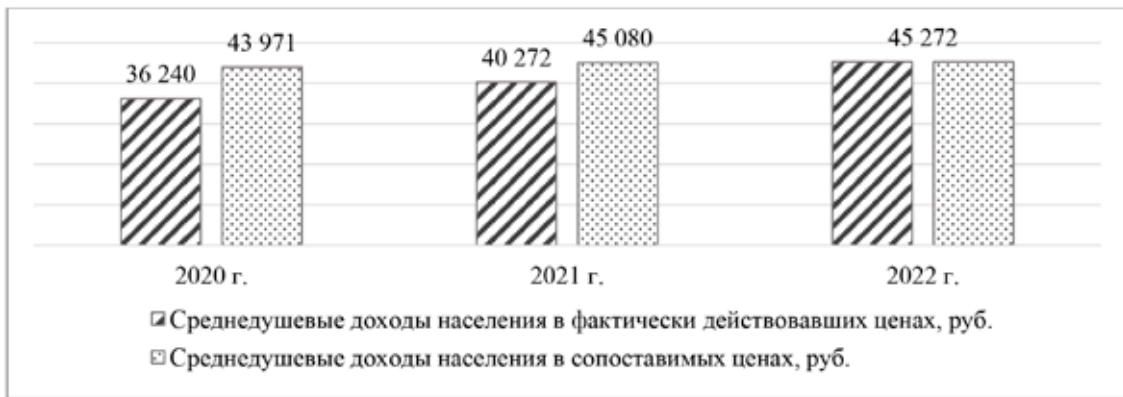 43 971
45 080
45 272
36 240
40 272
2020 г.
2021 г.
2022 г.
Среднедушевые доходы населения в фактически действовавших ценах, руб.
Среднедушевые доходы населения в сопоставимых ценах, руб.